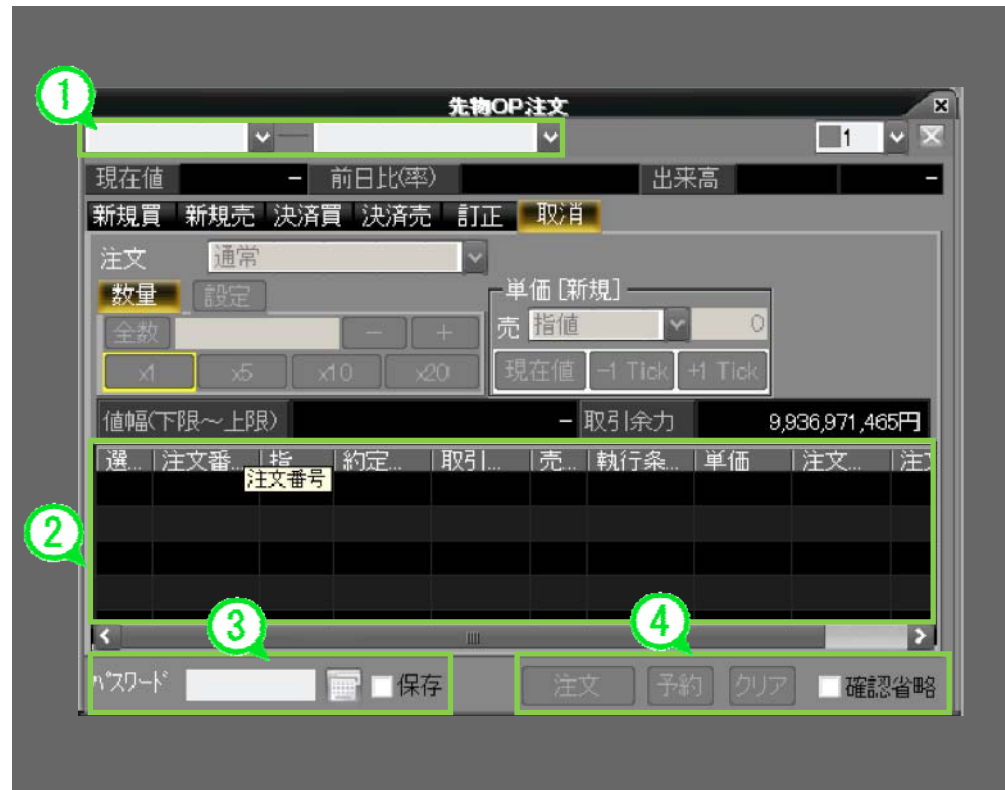 1
先物OP注文
1
現在値 - 前日比(率) 出来高 -
新規買 新規売 決済買 決済売 訂正 取消
注文 通常
数量 設定
単価 [新規]
全数 - +
売 指値 0
x1 x5 x10 x20
現在値 -1 Tick +1 Tick
値幅(下限～上限) - 取引余力 9,936,971,465円
選... 注文番... 指... 約定... 取引... 売... 執行条... 単価 注文... 注文
注文番号
2
3
4
パスワード 保存 注文 予約 クリア 確認省略